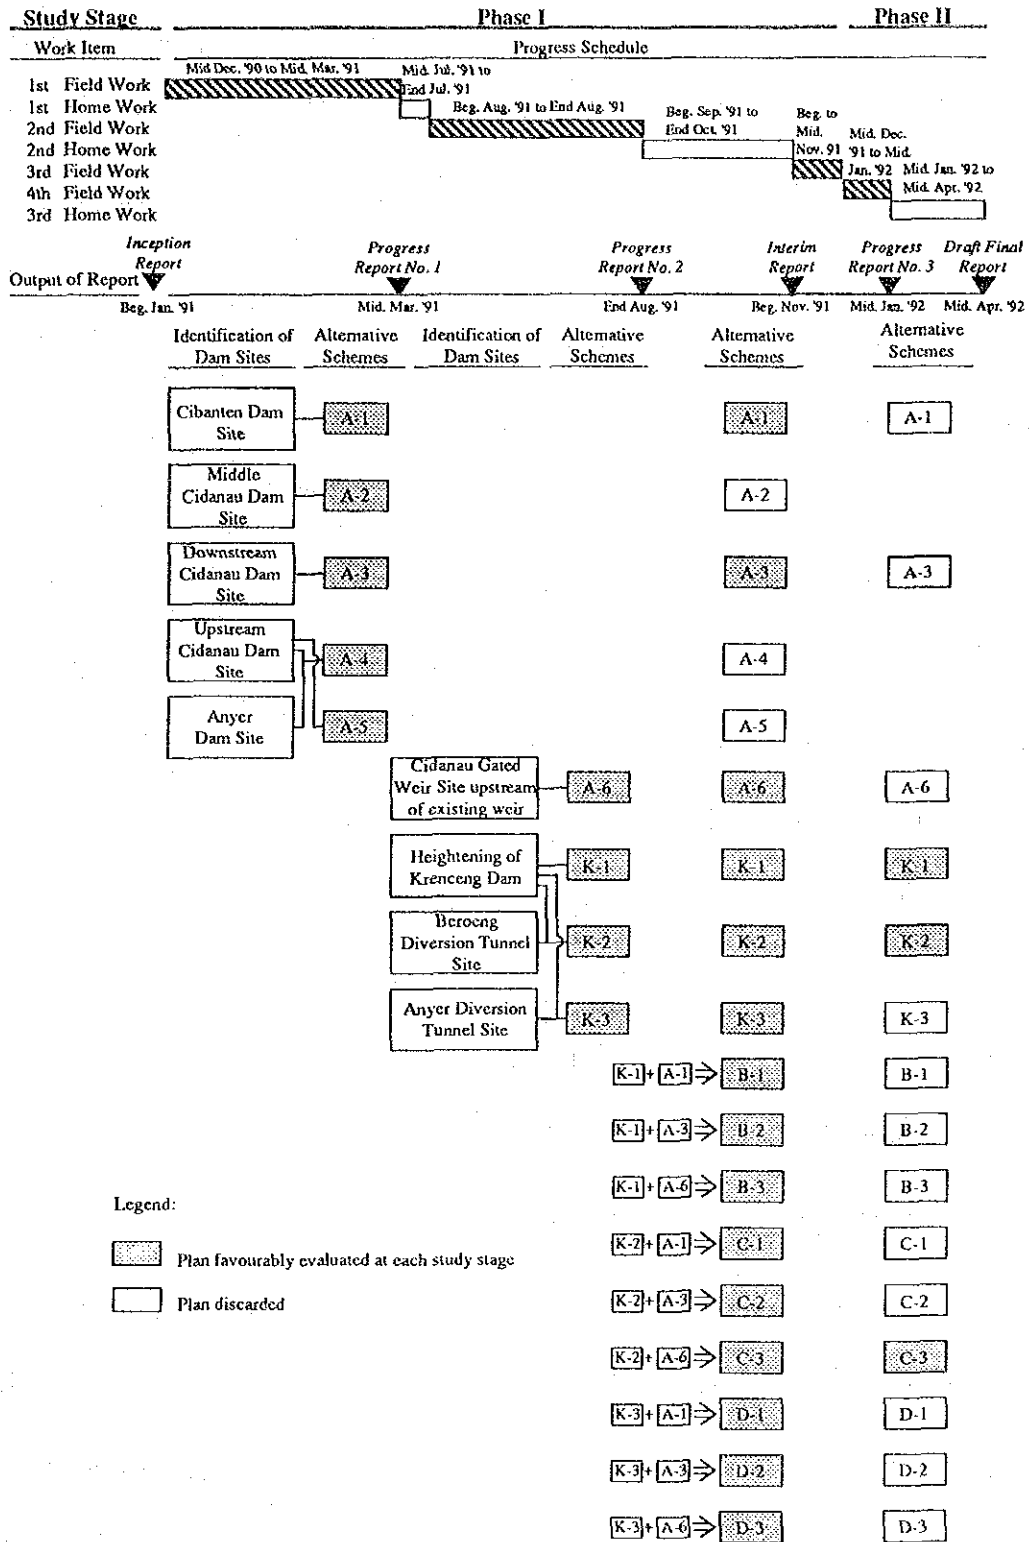 Study Stage Phase I Phase II
Work Item Progress Schedule
1st Field Work Mid Dec. '90 to Mid. Mar. '91
1st Home Work Mid. Jul. '91 to
End Jul. '91
2nd Field Work Beg. Aug. '91 to End Aug. '91
2nd Home Work Beg. Sep. '91 to
End Oct. '91
3rd Field Work Beg. to
Mid.
Nov. 91
4th Field Work Mid. Dec.
'91 to Mid.
Jan. '92
3rd Home Work Mid. Jan. '92 to
Mid. Apr. '92
Output of Report
Inception
Report
Beg. Jan. '91
Progress
Report No. 1
Mid. Mar. '91
Progress
Report No. 2
End Aug. '91
Interim
Report
Beg. Nov. '91
Progress
Report No. 3
Mid. Jan. '92
Draft Final
Report
Mid. Apr. '92
Identification of
Dam Sites
Alternative
Schemes
Identification of
Dam Sites
Alternative
Schemes
Alternative
Schemes
Alternative
Schemes
Cibanten Dam
Site
A-1 A-1 A-1
Middle
Cidanau Dam
Site
A-2 A-2
Downstream
Cidanau Dam
Site
A-3 A-3 A-3
Upstream
Cidanau Dam
Site
A-4 A-4
Anyer
Dam Site
A-5 A-5
Cidanau Gated
Weir Site upstream
of existing weir
A-6 A-6 A-6
Heightening of
Krenceng Dam
K-1 K-1 K-1
Beroeng
Diversion Tunnel
Site
K-2 K-2 K-2
Anyer Diversion
Tunnel Site
K-3 K-3 K-3
K-1 + A-1 ⇒ B-1 B-1
K-1 + A-3 ⇒ B-2 B-2
K-1 + A-6 ⇒ B-3 B-3
K-2 + A-1 ⇒ C-1 C-1
K-2 + A-3 ⇒ C-2 C-2
K-2 + A-6 ⇒ C-3 C-3
K-3 + A-1 ⇒ D-1 D-1
K-3 + A-3 ⇒ D-2 D-2
K-3 + A-6 ⇒ D-3 D-3
Legend:
Plan favourably evaluated at each study stage
Plan discarded